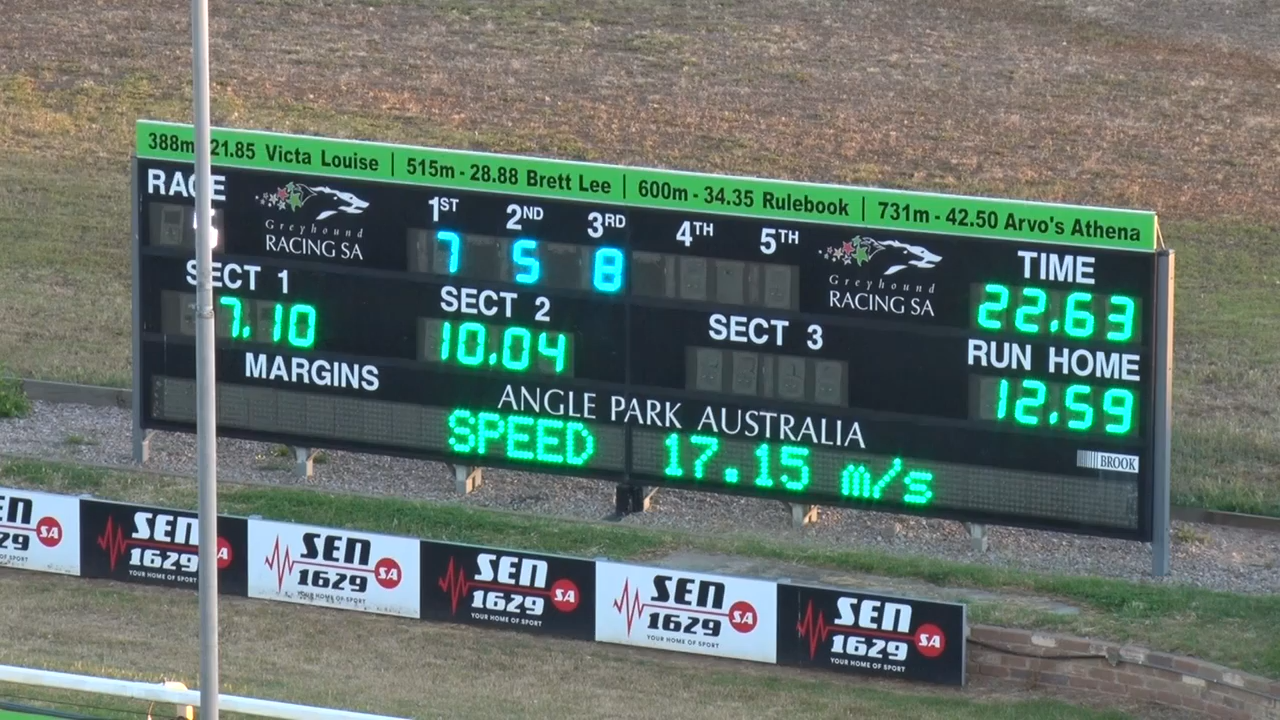 388m 21.85 Victa Louise | 515m - 28.88 Brett Lee | 600m - 34.35 Rulebook | 731m - 42.50 Arvo's Athena
RACE
Greyhound
RACING SA
1ST 2ND 3RD 4TH 5TH
7 5 8
Greyhound
RACING SA
TIME
22.63
SECT 1
7.10
SECT 2
10.04
SECT 3
RUN HOME
12.59
MARGINS
ANGLE PARK AUSTRALIA
SPEED 17.15 m/s
BROOK
SEN SA
1629
YOUR HOME OF SPORT
SEN SA
1629
YOUR HOME OF SPORT
SEN SA
1629
YOUR HOME OF SPORT
SEN SA
1629
YOUR HOME OF SPORT
SEN SA
1629
YOUR HOME OF SPORT